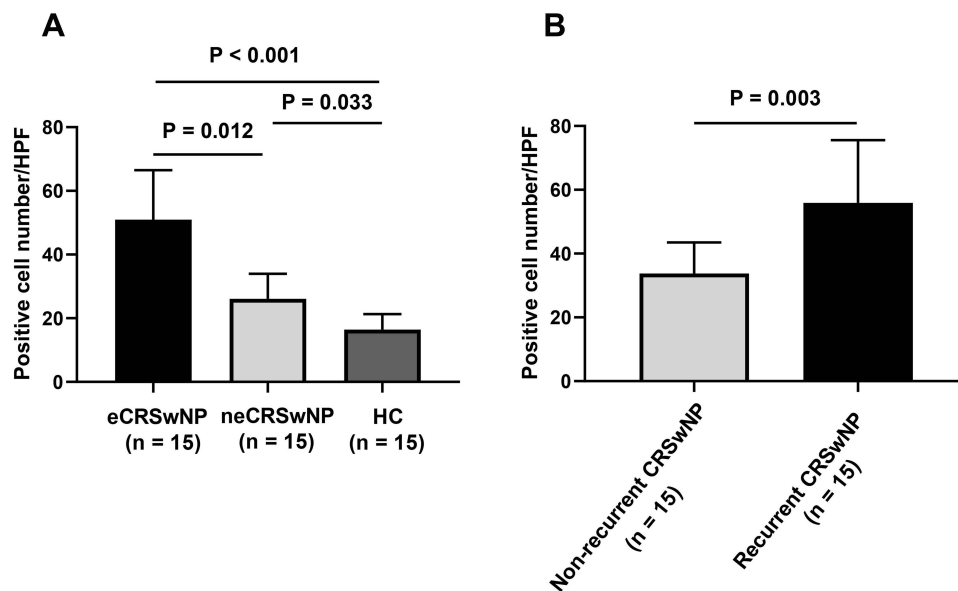 A
P < 0.001
P = 0.033
P = 0.012
Positive cell number/HPF
80
60
40
20
0
eCRSwNP
(n = 15)
neCRSwNP
(n = 15)
HC
(n = 15)
B
P = 0.003
Positive cell number/HPF
80
60
40
20
0
Non-recurrent CRSwNP
(n = 15)
Recurrent CRSwNP
(n = 15)